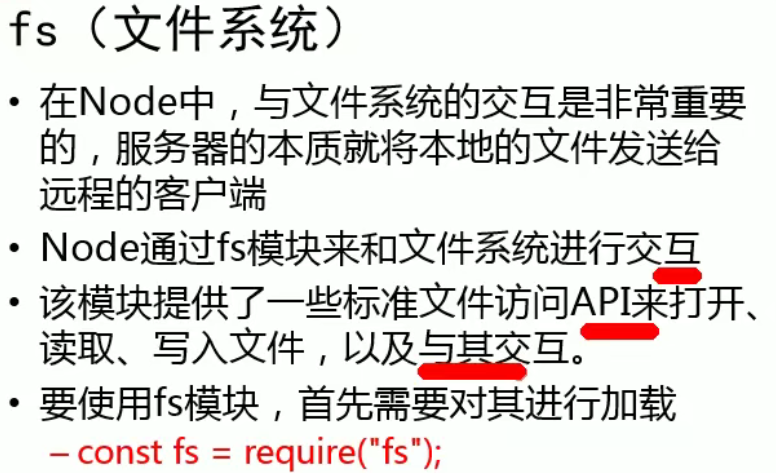 fs（文件系统）
• 在Node中，与文件系统的交互是非常重要
的，服务器的本质就将本地的文件发送给
远程的客户端
• Node通过fs模块来和文件系统进行交互
• 该模块提供了一些标准文件访问API来打开、
读取、写入文件，以及与其交互。
• 要使用fs模块，首先需要对其进行加载
– const fs = require("fs");